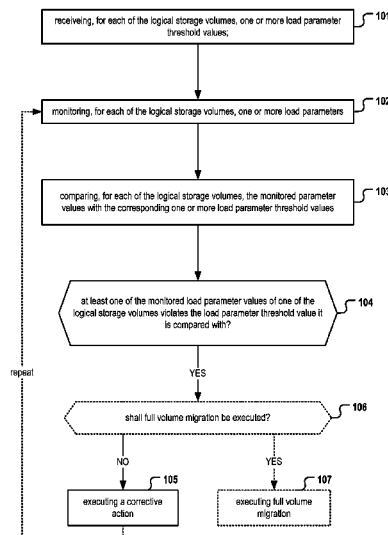 101
receiveing, for each of the logical storage volumes, one or more load parameter
threshold values;
102
monitoring, for each of the logical storage volumes, one or more load parameters
103
comparing, for each of the logical storage volumes, the monitored parameter
values with the corresponding one or more load parameter threshold values
104
at least one of the monitored load parameter values of one of the
logical storage volumes violates the load parameter threshold value it
is compared with?
repeat
YES
106
shall full volume migration be executed?
NO
YES
105
107
executing a corrective
action
executing full volume
migration